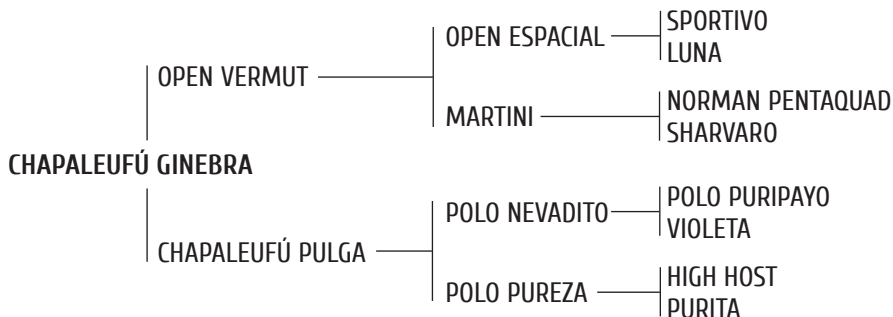 SPORTIVO
OPEN ESPACIAL
LUNA
OPEN VERMUT
NORMAN PENTAQUAD
MARTINI
SHARVARO
CHAPALEUFÚ GINEBRA
POLO PURIPAYO
POLO NEVADITO
VIOLETA
CHAPALEUFÚ PULGA
HIGH HOST
POLO PUREZA
PURITA